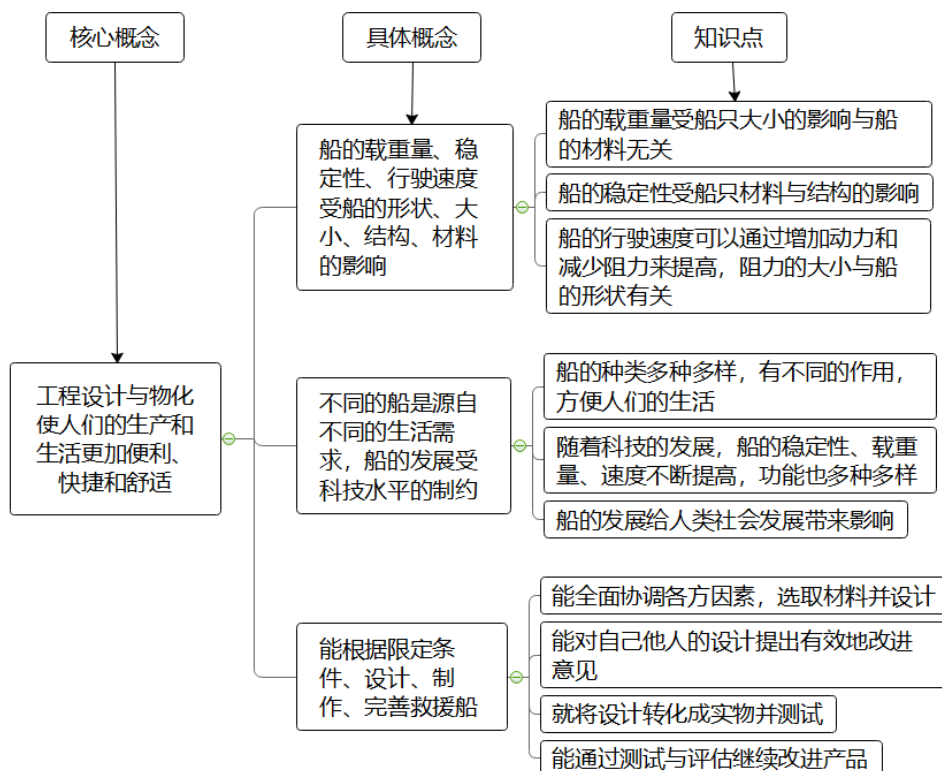 核心概念
具体概念
知识点
船的载重量、稳
定性、行驶速度
受船的形状、大
小、结构、材料
的影响
船的载重量受船只大小的影响与船
的材料无关
船的稳定性受船只材料与结构的影响
船的行驶速度可以通过增加动力和
减少阻力来提高，阻力的大小与船
的形状有关
工程设计与物化
使人们的生产和
生活更加便利、
快捷和舒适
不同的船是源自
不同的生活需
求，船的发展受
科技水平的制约
船的种类多种多样，有不同的作用，
方便人们的生活
随着科技的发展，船的稳定性、载重
量、速度不断提高，功能也多种多样
船的发展给人类社会发展带来影响
能根据限定条
件、设计、制
作、完善救援船
能全面协调各方因素，选取材料并设计
能对自己他人的设计提出有效地改进
意见
就将设计转化成实物并测试
能通过测试与评估继续改进产品